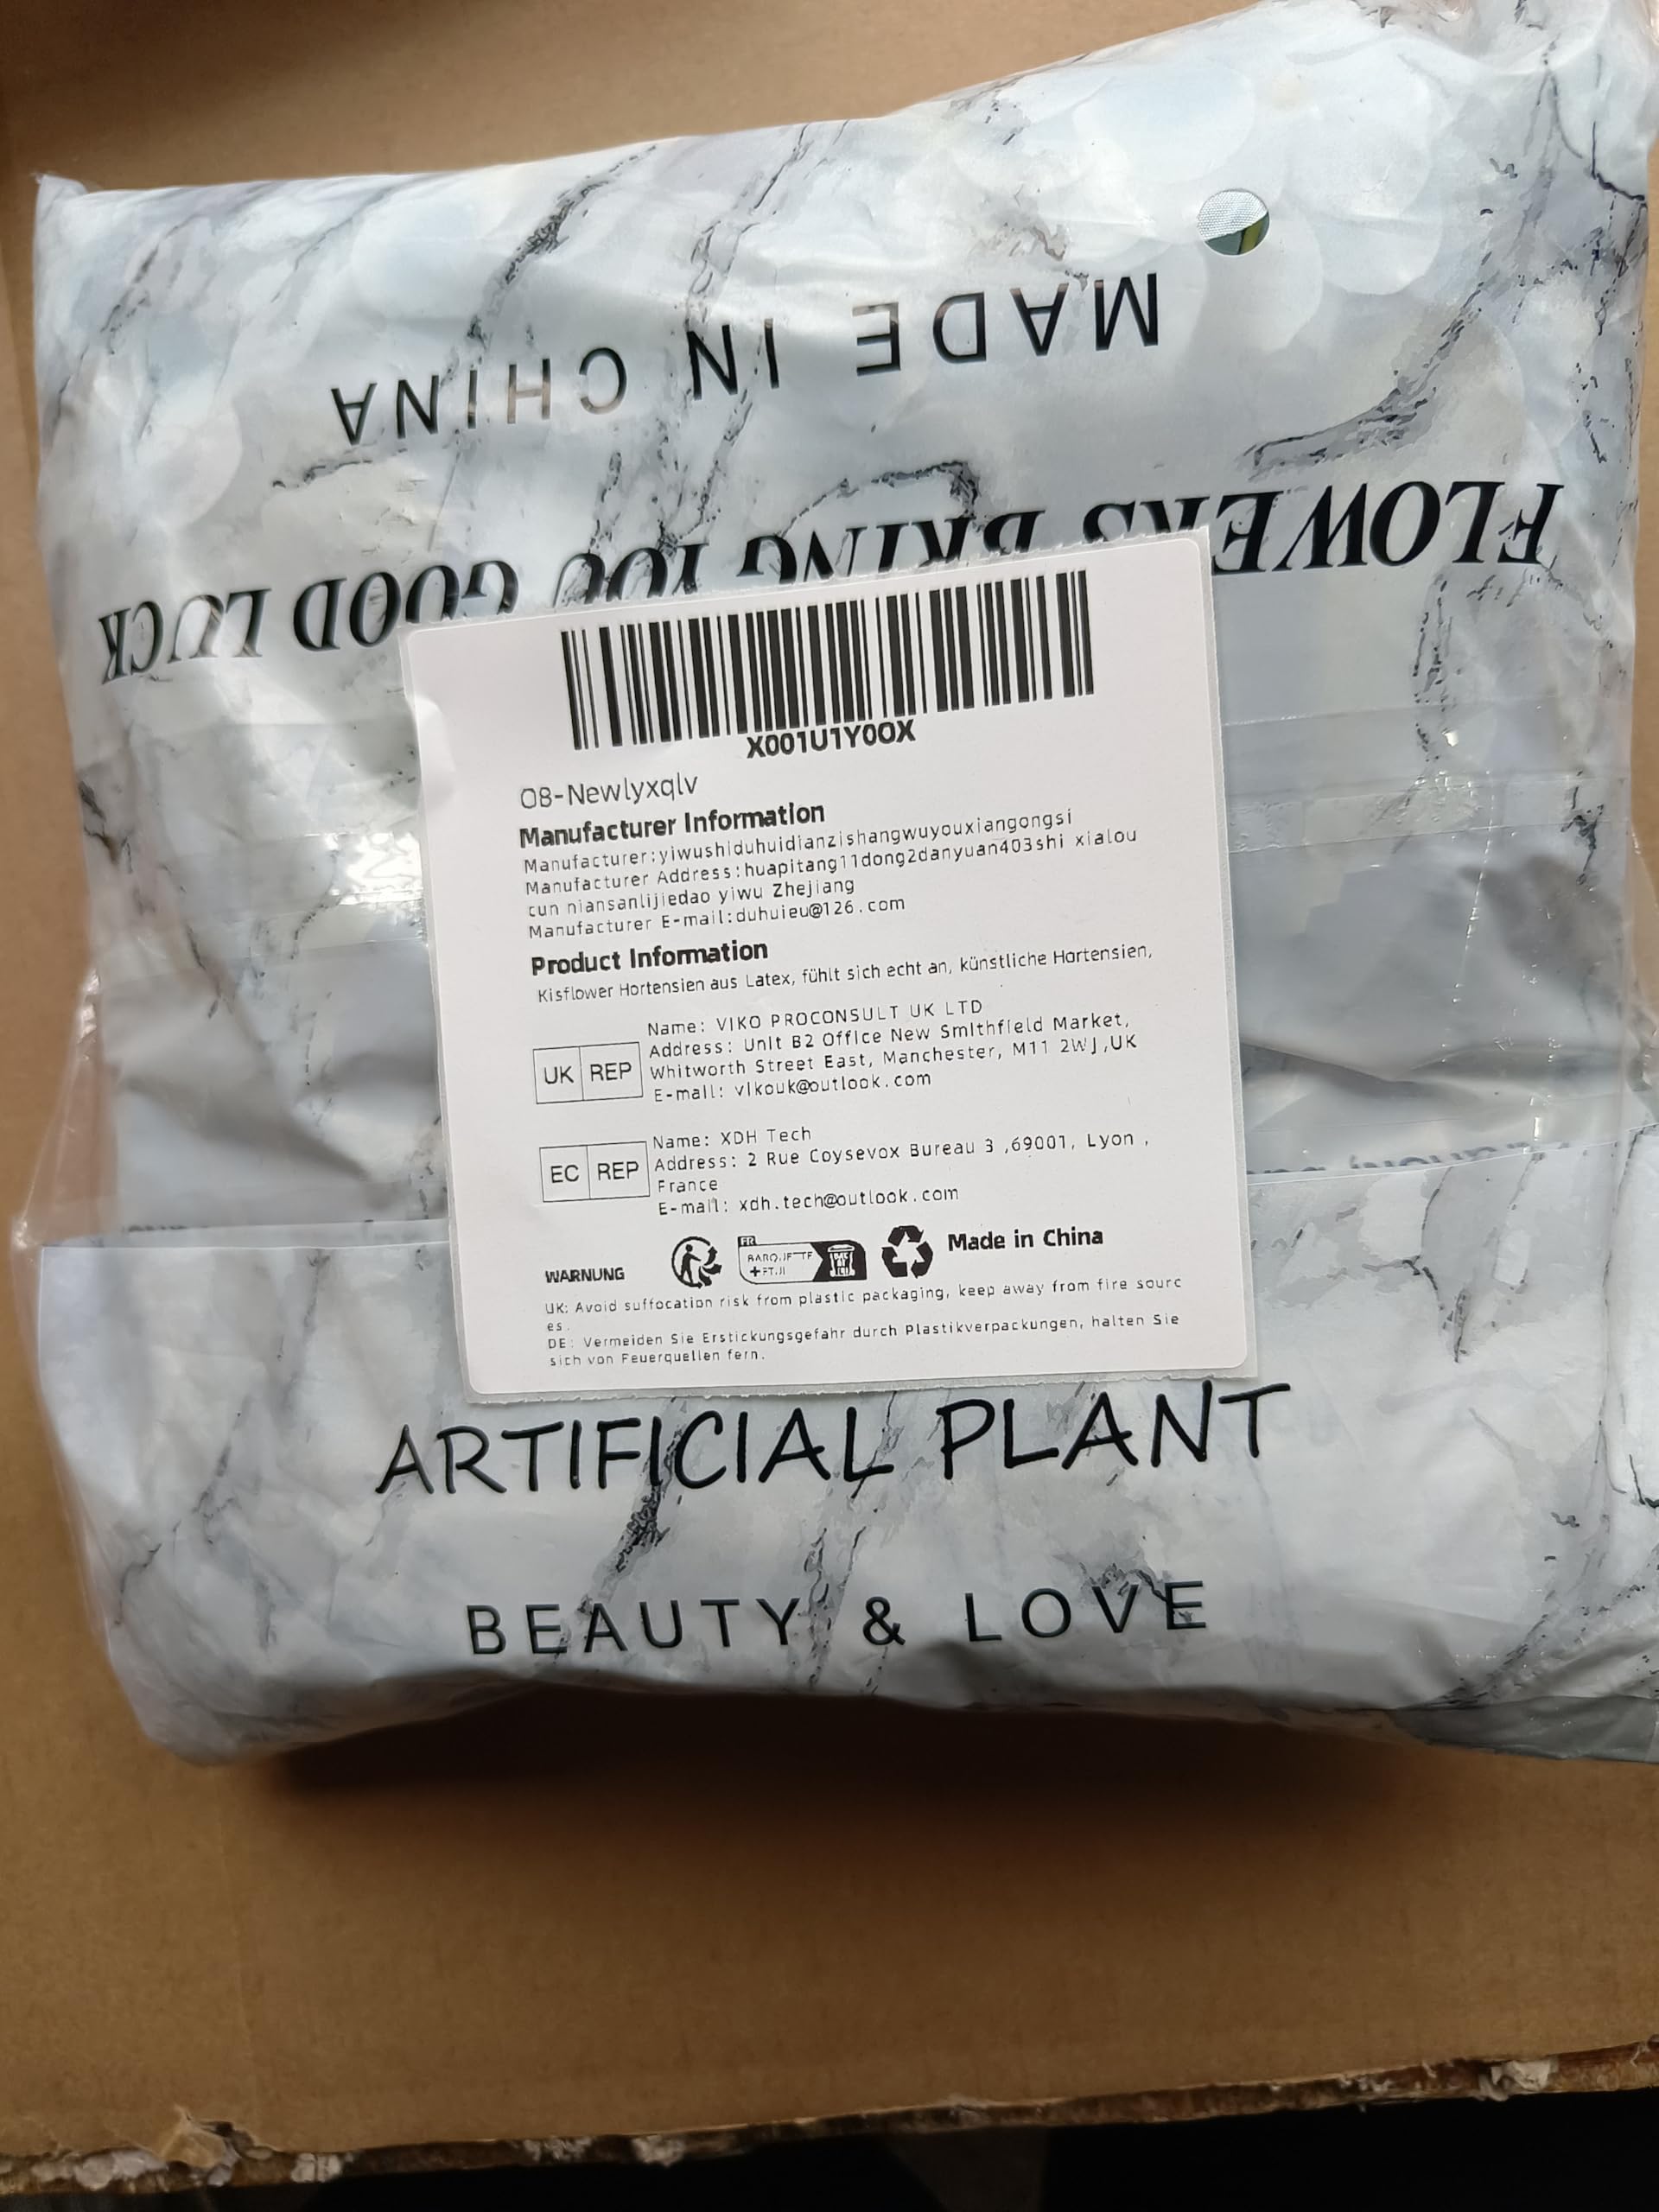 MADE IN CHINA
FLOWERS BRING YOU GOOD LUCK
X001U1Y0OX
08-Newlyxqlv
Manufacturer Information
Manufacturer:yiwushiduhuidianzishangwuyouxiangongsi
Manufacturer Address:huapitang11dong2danyuan403shi xialou
cun niansanlijiedao yiwu Zhejiang
Manufacturer E-mail:duhuieu@126.com
Product Information
Kisflower Hortensien aus Latex, fühlt sich echt an, künstliche Hortensien,
UK REP
Name: VIKO PROCONSULT UK LTD
Address: Unit B2 Office New Smithfield Market,
Whitworth Street East, Manchester, M11 2WJ,UK
E-mail: vikouk@outlook.com
EC REP
Name: XDH Tech
Address: 2 Rue Coysevox Bureau 3 ,69001, Lyon ,
France
E-mail: xdh.tech@outlook.com
FR
Made in China
WARNUNG
UK: Avoid suffocation risk from plastic packaging, keep away from fire sourc
es.
DE: Vermeiden Sie Erstickungsgefahr durch Plastikverpackungen, halten Sie
sich von Feuerquellen fern.
ARTIFICIAL PLANT
BEAUTY & LOVE